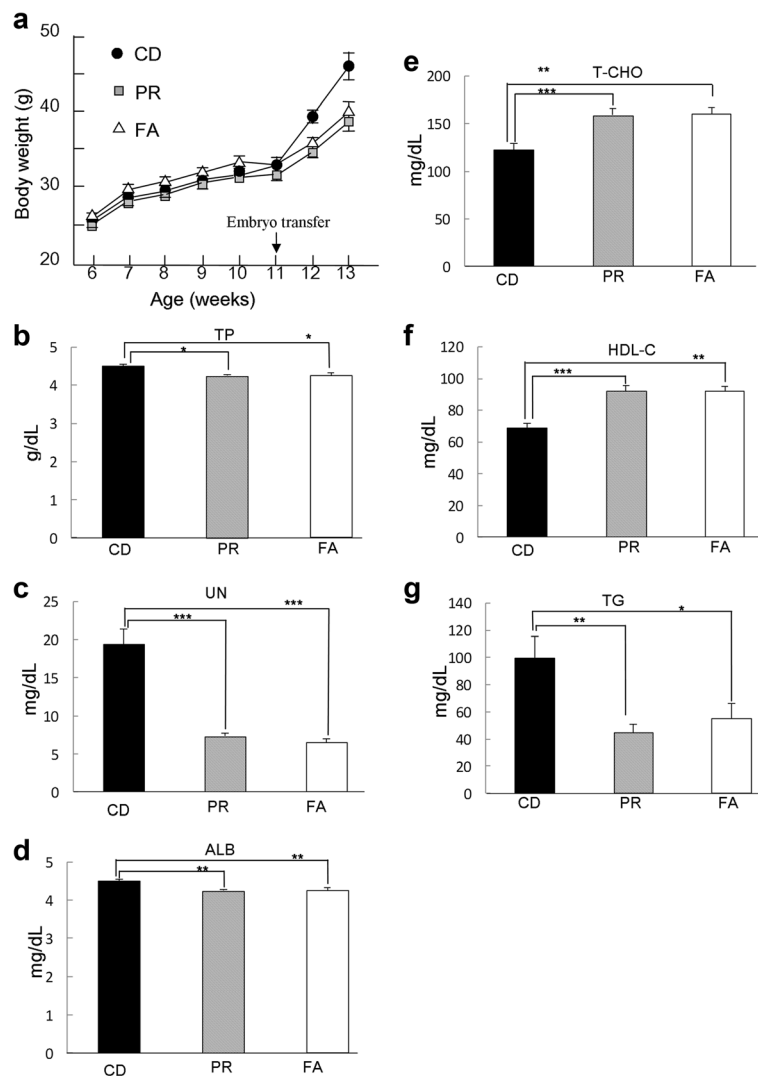 a
50
40
30
20
Body weight (g)
CD
PR
FA
Embryo transfer
6 7 8 9 10 11 12 13
Age (weeks)
b
TP
*
*
5
4
3
2
1
0
g/dL
CD PR FA
c
UN
***
***
25
20
15
10
5
0
mg/dL
CD PR FA
d
ALB
**
**
5
4
3
2
1
0
mg/dL
CD PR FA
e
** T-CHO
***
200
150
100
50
0
mg/dL
CD PR FA
f
HDL-C
**
***
120
100
80
60
40
20
0
mg/dL
CD PR FA
g
TG
*
**
140
120
100
80
60
40
20
0
mg/dL
CD PR FA